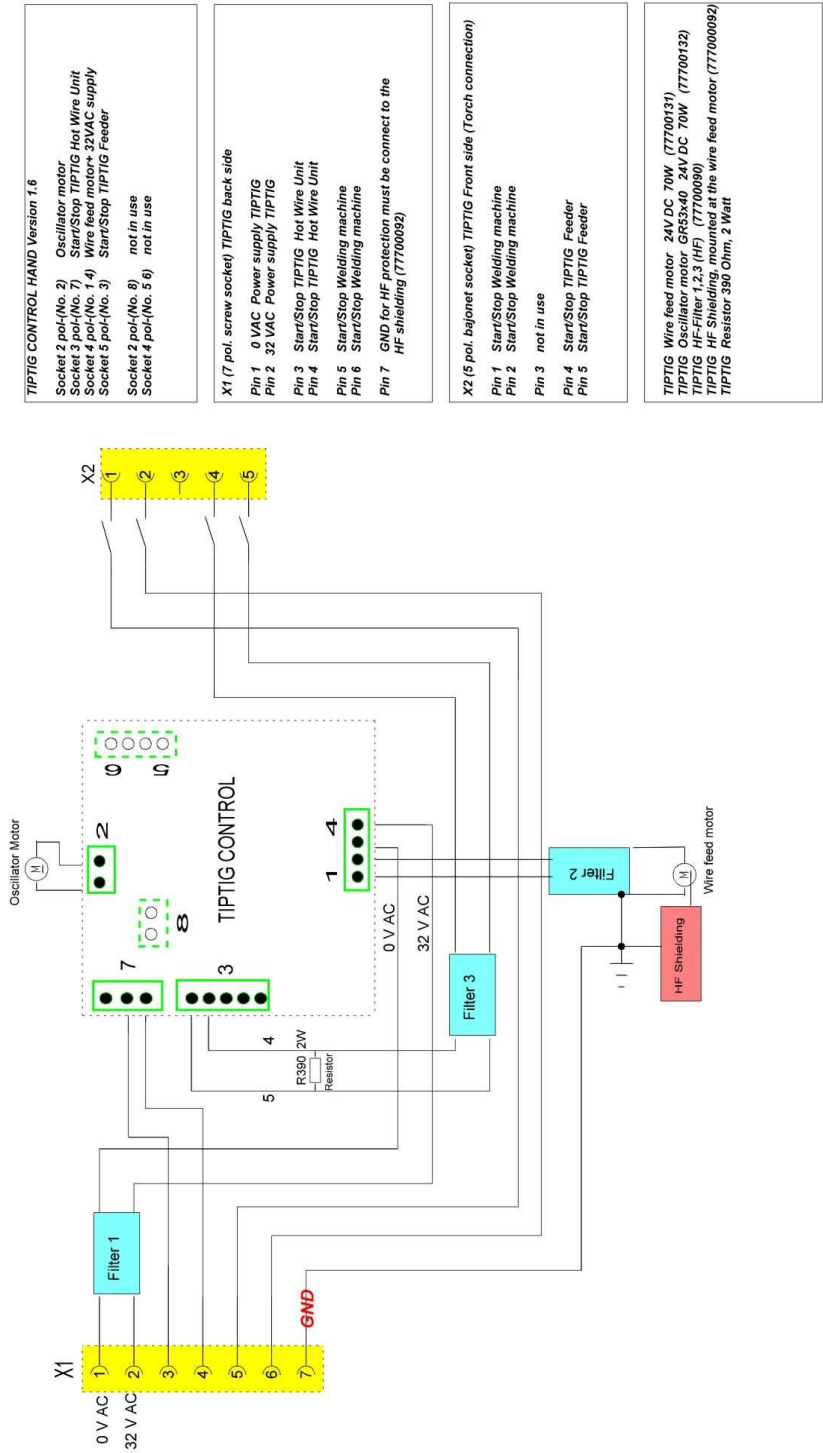 TIPTIG CONTROL HAND Version 1.6
Socket 2 pol-(No. 2) Oscillator motor
Socket 3 pol-(No. 7) Start/Stop TIPTIG Hot Wire Unit
Socket 4 pol-(No. 1 4) Wire feed motor+ 32VAC supply
Socket 5 pol-(No. 3) Start/Stop TIPTIG Feeder
Socket 2 pol-(No. 8) not in use
Socket 4 pol-(No. 5 6) not in use
X1 (7 pol. screw socket) TIPTIG back side
Pin 1 0 VAC Power supply TIPTIG
Pin 2 32 VAC Power supply TIPTIG
Pin 3 Start/Stop TIPTIG Hot Wire Unit
Pin 4 Start/Stop TIPTIG Hot Wire Unit
Pin 5 Start/Stop Welding machine
Pin 6 Start/Stop Welding machine
Pin 7 GND for HF protection must be connect to the
HF shielding (77700092)
X2 (5 pol. bajonet socket) TIPTIG Front side (Torch connection)
Pin 1 Start/Stop Welding machine
Pin 2 Start/Stop Welding machine
Pin 3 not in use
Pin 4 Start/Stop TIPTIG Feeder
Pin 5 Start/Stop TIPTIG Feeder
TIPTIG Wire feed motor 24V DC 70W (77700131)
TIPTIG Oscillator motor GR53x40 24V DC 70W (77700132)
TIPTIG HF-Filter 1,2,3 (HF) (77700090)
TIPTIG HF Shielding, mounted at the wire feed motor (777000092)
TIPTIG Resistor 390 Ohm, 2 Watt
X1
0 V AC
32 V AC
1
2
3
4
5
6
7
GND
Filter 1
Oscillator Motor
M
2
6
5
8
7
3
TIPTIG CONTROL
1
4
5
4
R390 2W
Resistor
0 V AC
32 V AC
Filter 3
Filter 2
M
Wire feed motor
HF Shielding
X2
1
2
3
4
5